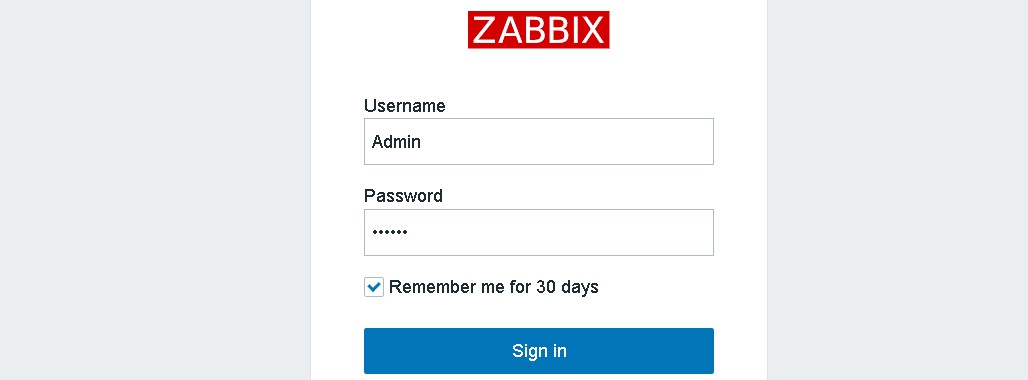 ZABBIX
Username
Admin
Password
••••••
Remember me for 30 days
Sign in